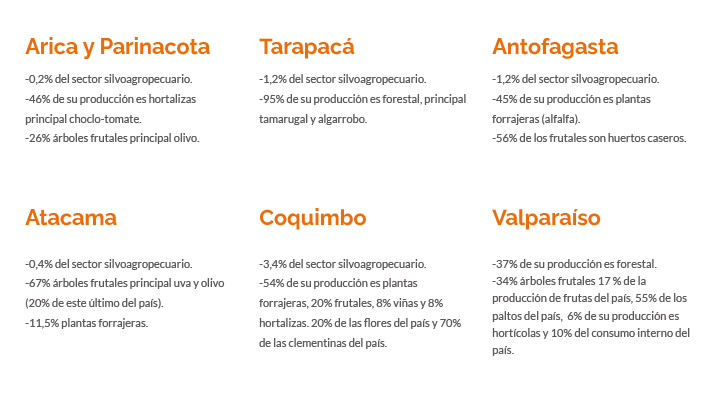 Arica y Parinacota
-0,2% del sector silvoagropecuario.
-46% de su producción es hortalizas
principal choclo-tomate.
-26% árboles frutales principal olivo.
Tarapacá
-1,2% del sector silvoagropecuario.
-95% de su producción es forestal, principal
tamarugal y algarrobo.
Antofagasta
-1,2% del sector silvoagropecuario.
-45% de su producción es plantas
forrajeras (alfalfa).
-56% de los frutales son huertos caseros.
Atacama
-0,4% del sector silvoagropecuario.
-67% árboles frutales principal uva y olivo
(20% de este último del país).
-11,5% plantas forrajeras.
Coquimbo
-3,4% del sector silvoagropecuario.
-54% de su producción es plantas
forrajeras, 20% frutales, 8% viñas y 8%
hortalizas. 20% de las flores del país y 70%
de las clementinas del país.
Valparaíso
-37% de su producción es forestal.
-34% árboles frutales 17 % de la
producción de frutas del país, 55% de los
paltos del país,  6% de su producción es
hortícolas y 10% del consumo interno del
país.